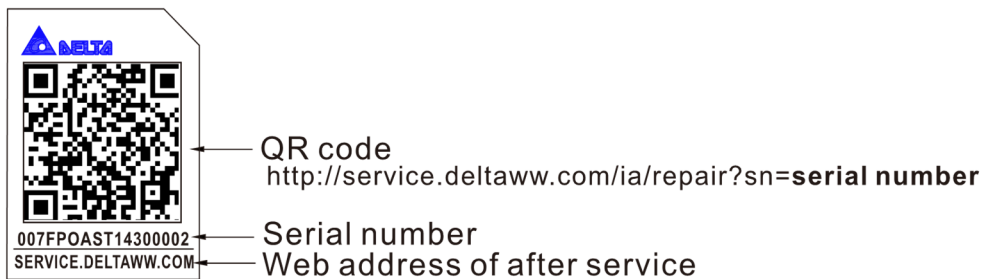 DELTA
QR code
http://service.deltaww.com/ia/repair?sn=serial number
007FPOAST14300002
Serial number
SERVICE.DELTAWW.COM
Web address of after service